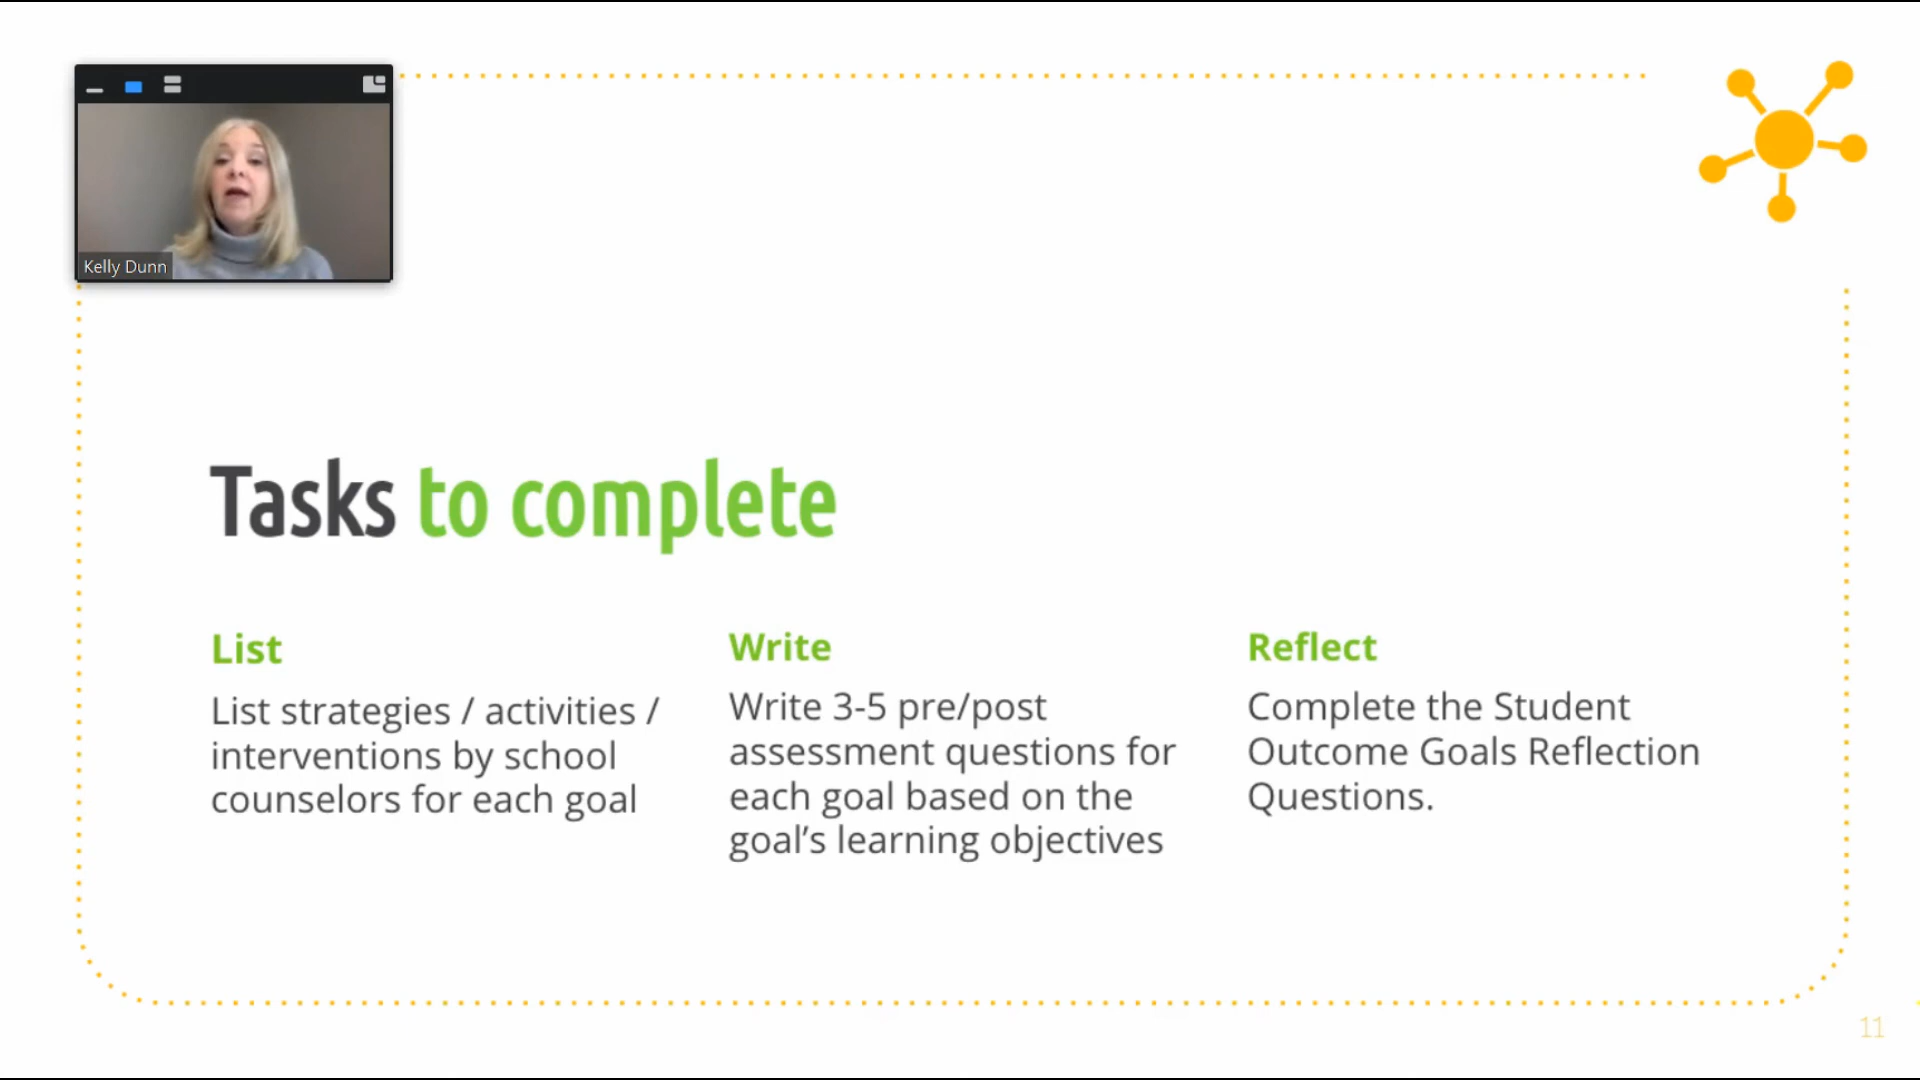 Kelly Dunn
Tasks to complete
List
List strategies / activities /
interventions by school
counselors for each goal
Write
Write 3-5 pre/post
assessment questions for
each goal based on the
goal’s learning objectives
Reflect
Complete the Student
Outcome Goals Reflection
Questions.
11